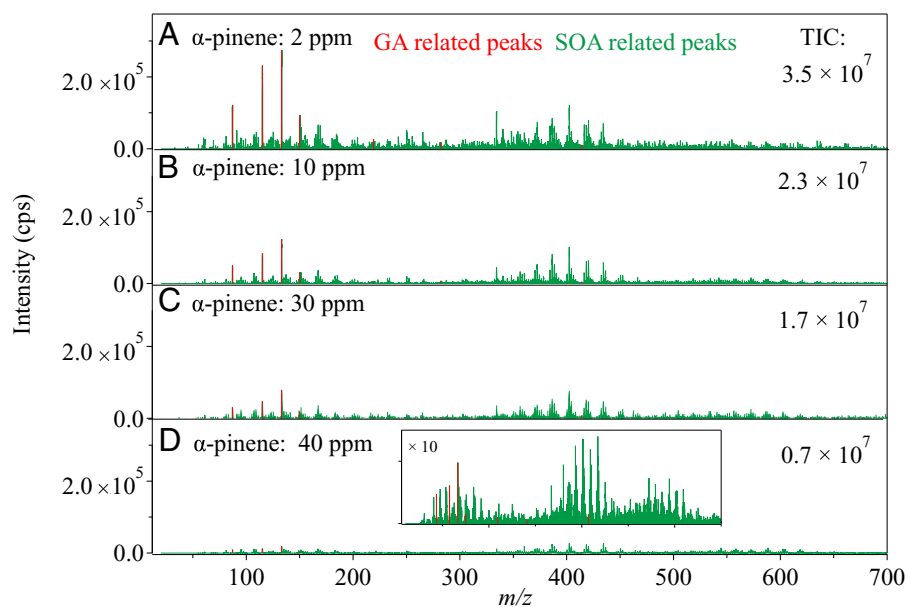 A α-pinene: 2 ppm GA related peaks SOA related peaks TIC:
3.5 × 10^7
2.0 ×10^5
0.0
B α-pinene: 10 ppm 2.3 × 10^7
2.0 ×10^5
0.0
C α-pinene: 30 ppm 1.7 × 10^7
2.0 ×10^5
0.0
D α-pinene: 40 ppm × 10 0.7 × 10^7
2.0 ×10^5
0.0
100 200 300 400 500 600 700
m/z
Intensity (cps)